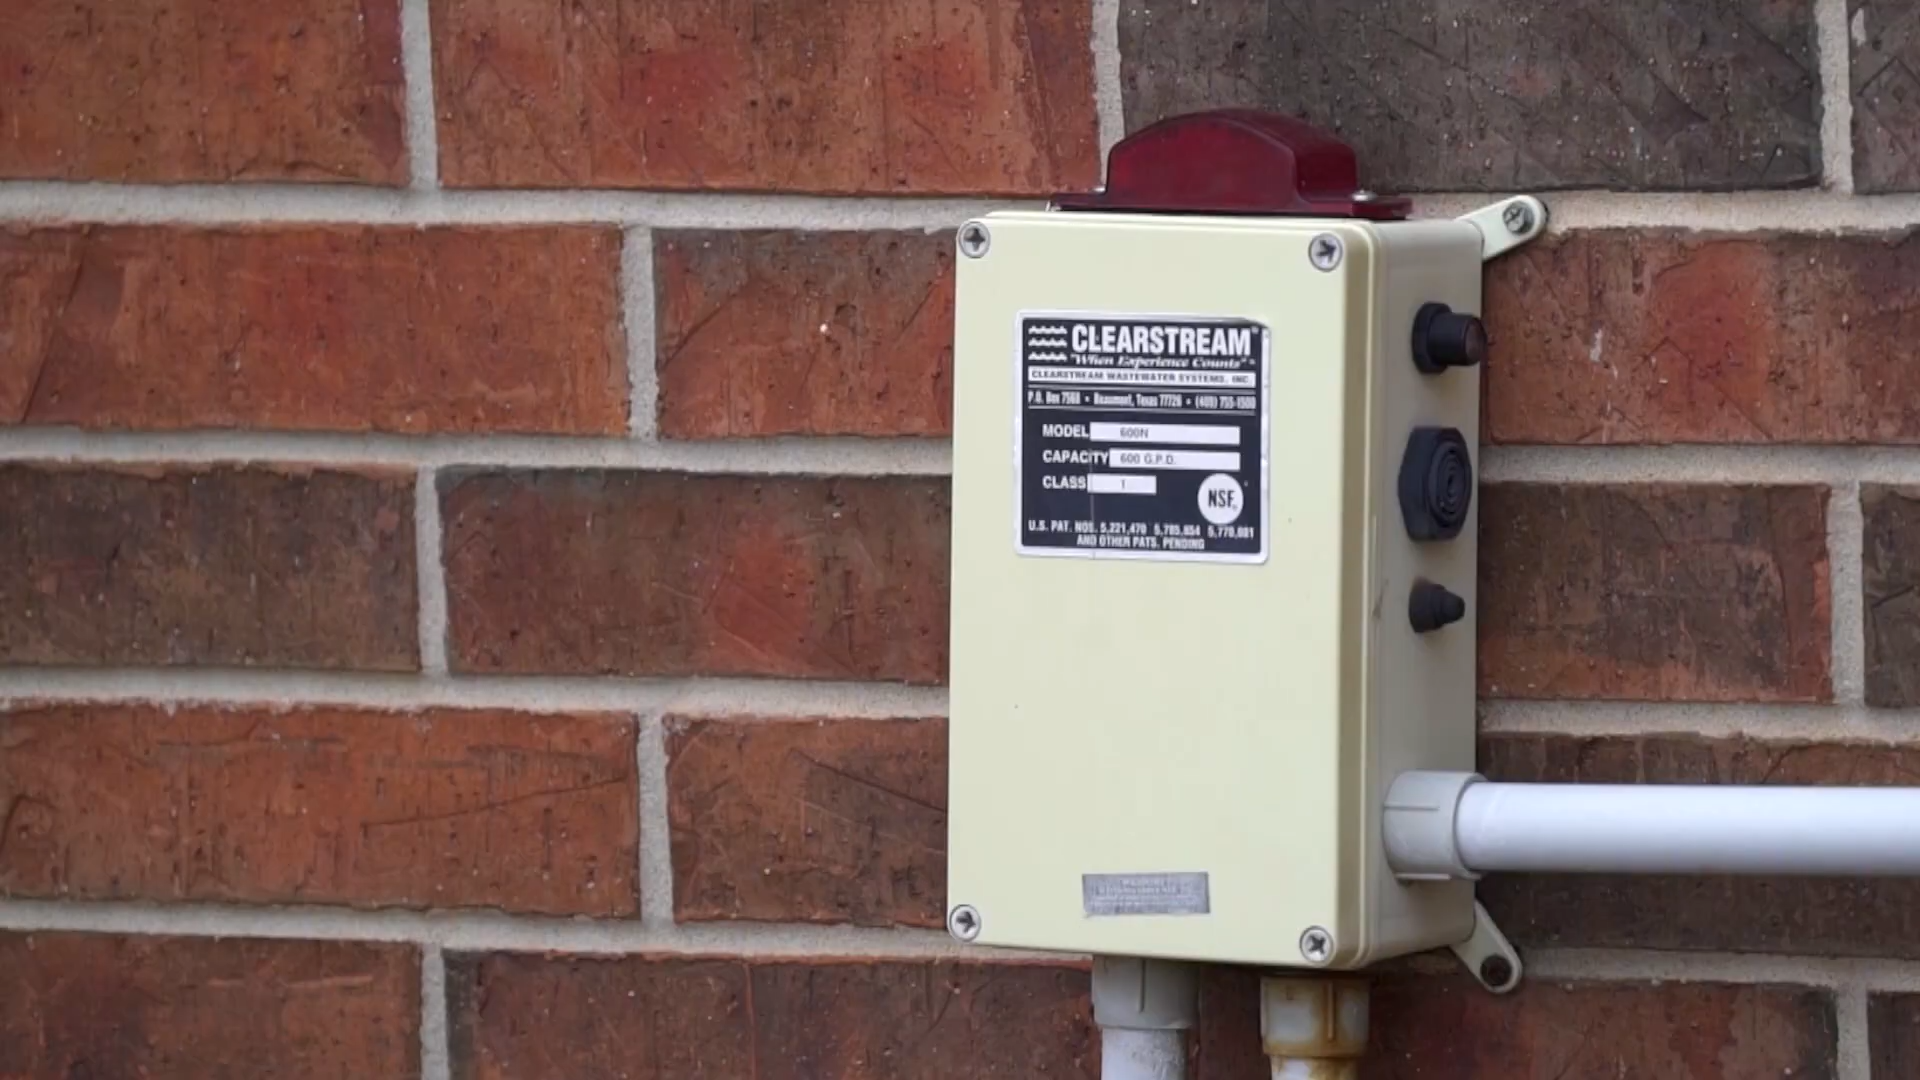 CLEARSTREAM
"When Experience Counts"
CLEARSTREAM WASTEWATER SYSTEMS, INC
P.O. Box 7568 • Beaumont, Texas 77726 • (409) 755-1500
MODEL 600N
CAPACITY 600 G.P.D.
CLASS 1
NSF
U.S. PAT. NOS. 5,221,470 5,785,854 5,770,081
AND OTHER PATS. PENDING